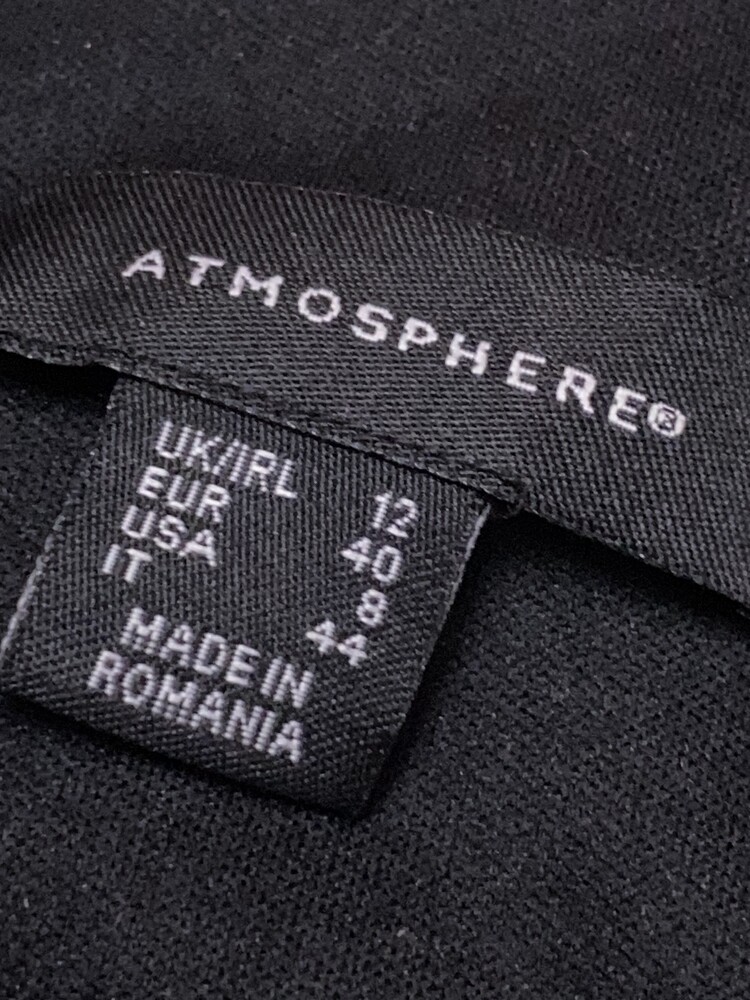 ATMOSPHERE®
UK/IRL 12
EUR 40
USA 8
IT 44
MADE IN
ROMANIA